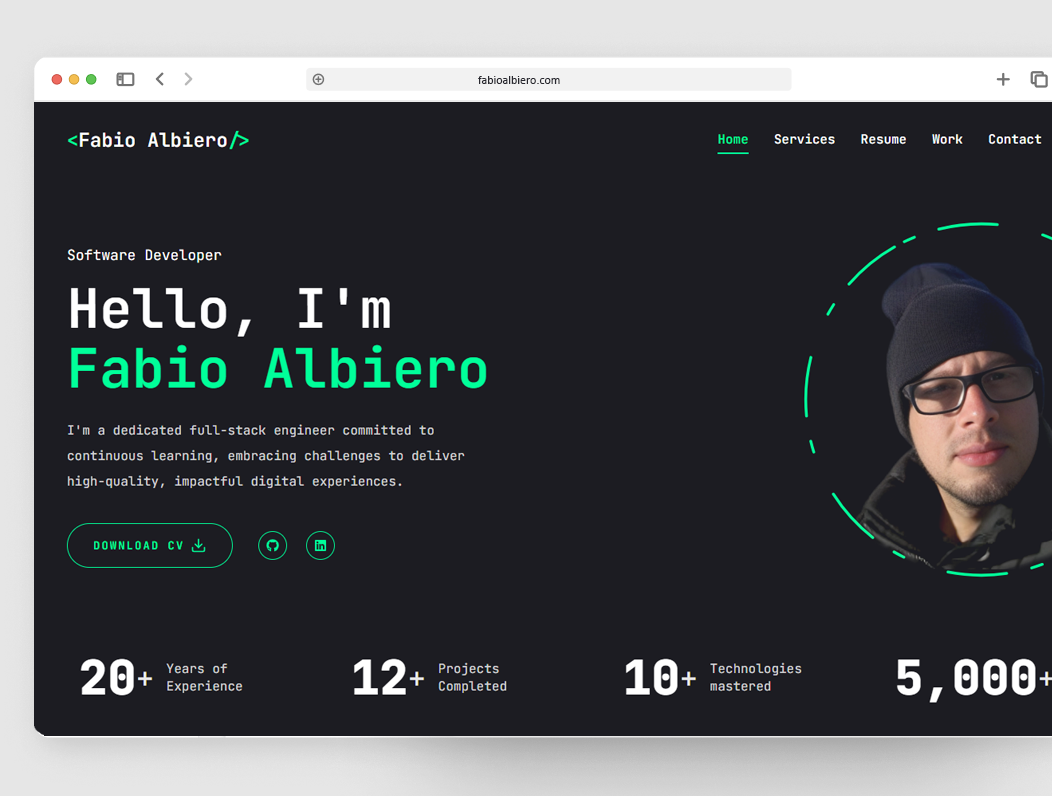 fabioalbiero.com
<Fabio Albiero/>
Home Services Resume Work Contact
Software Developer
Hello, I'm
Fabio Albiero
I'm a dedicated full-stack engineer committed to
continuous learning, embracing challenges to deliver
high-quality, impactful digital experiences.
DOWNLOAD CV
in
20+ Years of
Experience
12+ Projects
Completed
10+ Technologies
mastered
5,000+